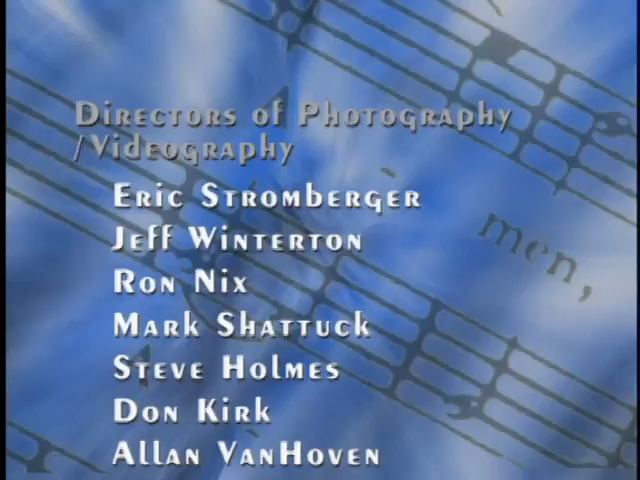 Directors of Photography
/Videography
Eric Stromberger
Jeff Winterton
men,
Ron Nix
Mark Shattuck
Steve Holmes
Don Kirk
Allan VanHoven